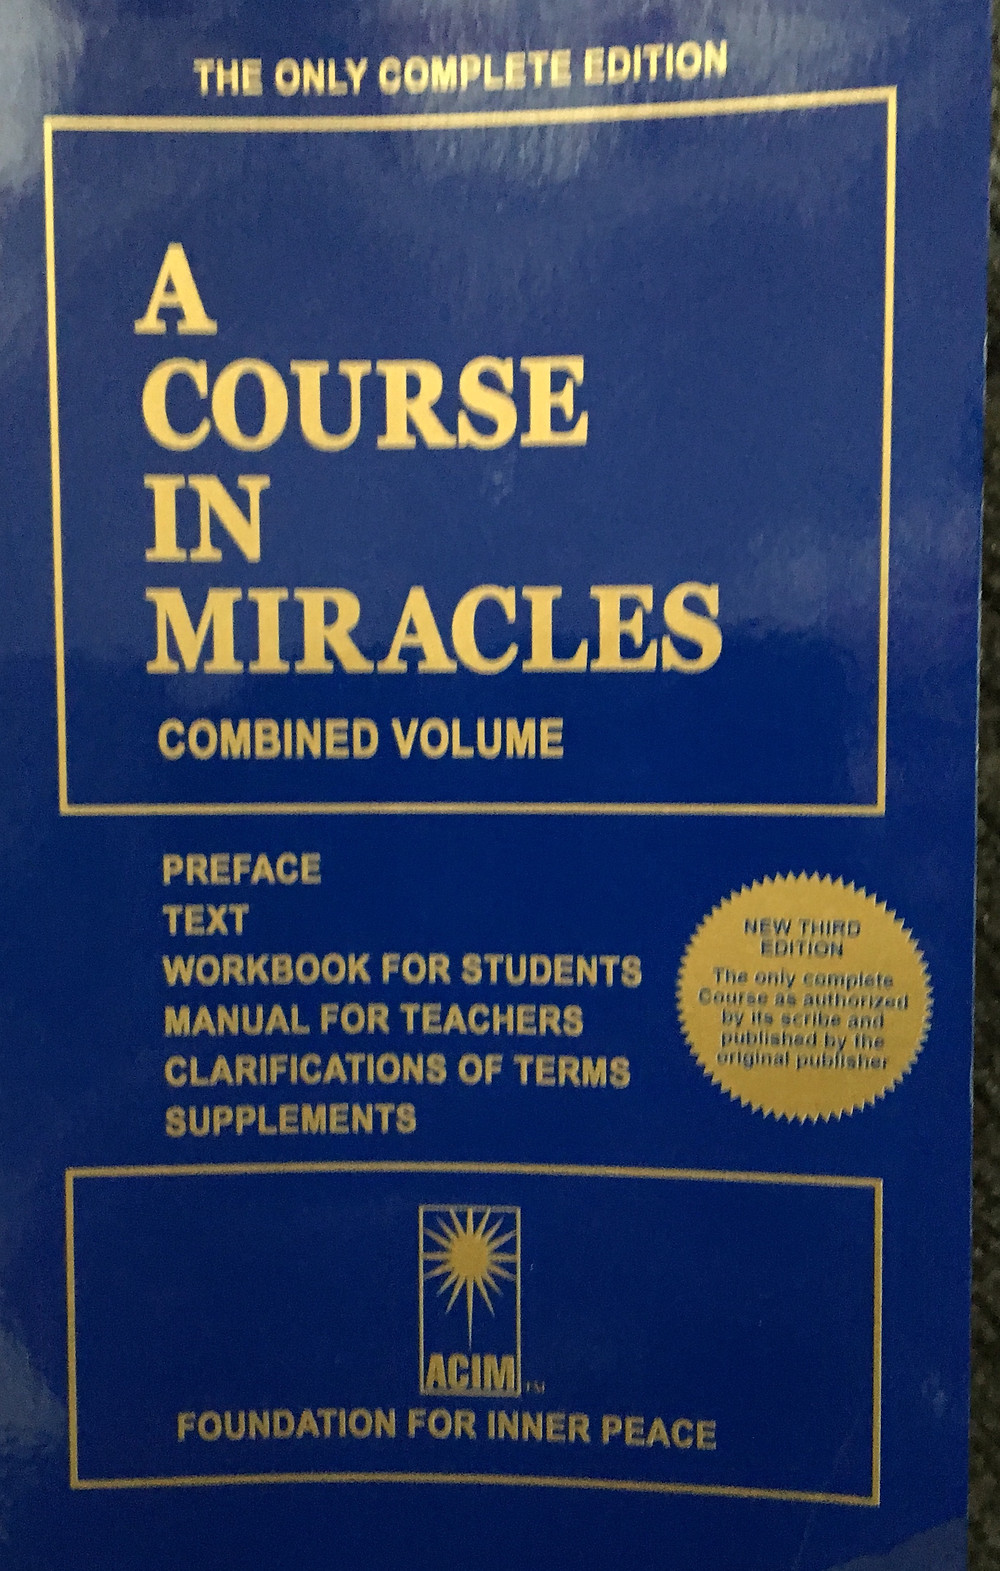 THE ONLY COMPLETE EDITION
A
COURSE
IN
MIRACLES
COMBINED VOLUME
PREFACE
TEXT
WORKBOOK FOR STUDENTS
MANUAL FOR TEACHERS
CLARIFICATIONS OF TERMS
SUPPLEMENTS
NEW THIRD
EDITION
The only complete
Course as authorized
by its scribe and
published by the
original publisher
ACIM™
FOUNDATION FOR INNER PEACE